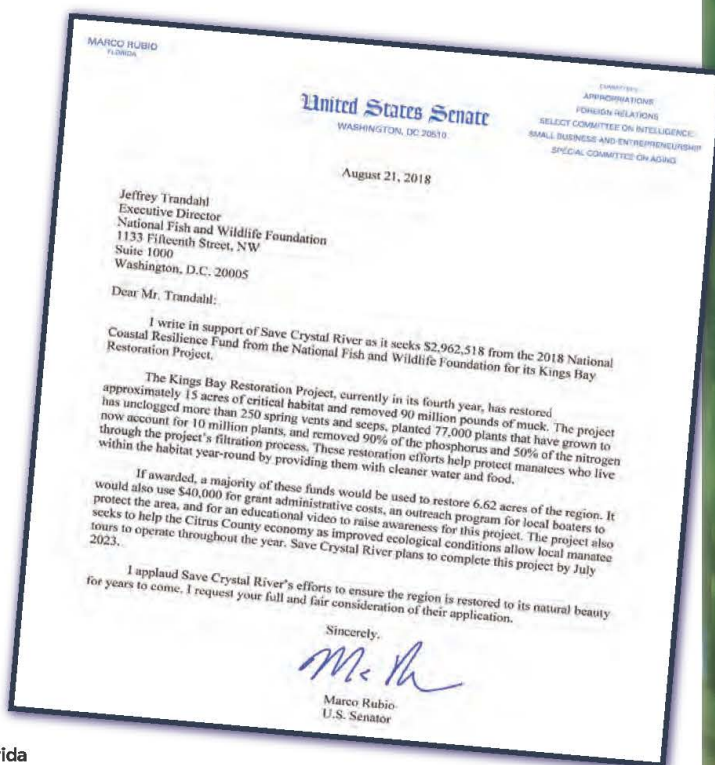 MARCO RUBIO
FLORIDA
United States Senate
WASHINGTON, DC 20510
COMMITTEES:
APPROPRIATIONS
FOREIGN RELATIONS
SELECT COMMITTEE ON INTELLIGENCE
SMALL BUSINESS AND ENTREPRENEURSHIP
SPECIAL COMMITTEE ON AGING
August 21, 2018
Jeffrey Trandahl
Executive Director
National Fish and Wildlife Foundation
1133 Fifteenth Street, NW
Suite 1000
Washington, D.C. 20005
Dear Mr. Trandahl:
I write in support of Save Crystal River as it seeks $2,962,518 from the 2018 National
Coastal Resilience Fund from the National Fish and Wildlife Foundation for its Kings Bay
Restoration Project.
The Kings Bay Restoration Project, currently in its fourth year, has restored
approximately 15 acres of critical habitat and removed 90 million pounds of muck. The project
has unclogged more than 250 spring vents and seeps, planted 77,000 plants that have grown to
now account for 10 million plants, and removed 90% of the phosphorus and 50% of the nitrogen
through the project's filtration process. These restoration efforts help protect manatees who live
within the habitat year-round by providing them with cleaner water and food.
If awarded, a majority of these funds would be used to restore 6.62 acres of the region. It
would also use $40,000 for grant administrative costs, an outreach program for local boaters to
protect the area, and for an educational video to raise awareness for this project. The project also
seeks to help the Citrus County economy as improved ecological conditions allow local manatee
tours to operate throughout the year. Save Crystal River plans to complete this project by July
2023.
I applaud Save Crystal River's efforts to ensure the region is restored to its natural beauty
for years to come. I request your full and fair consideration of their application.
Sincerely,
Marco Rubio
U.S. Senator
rida